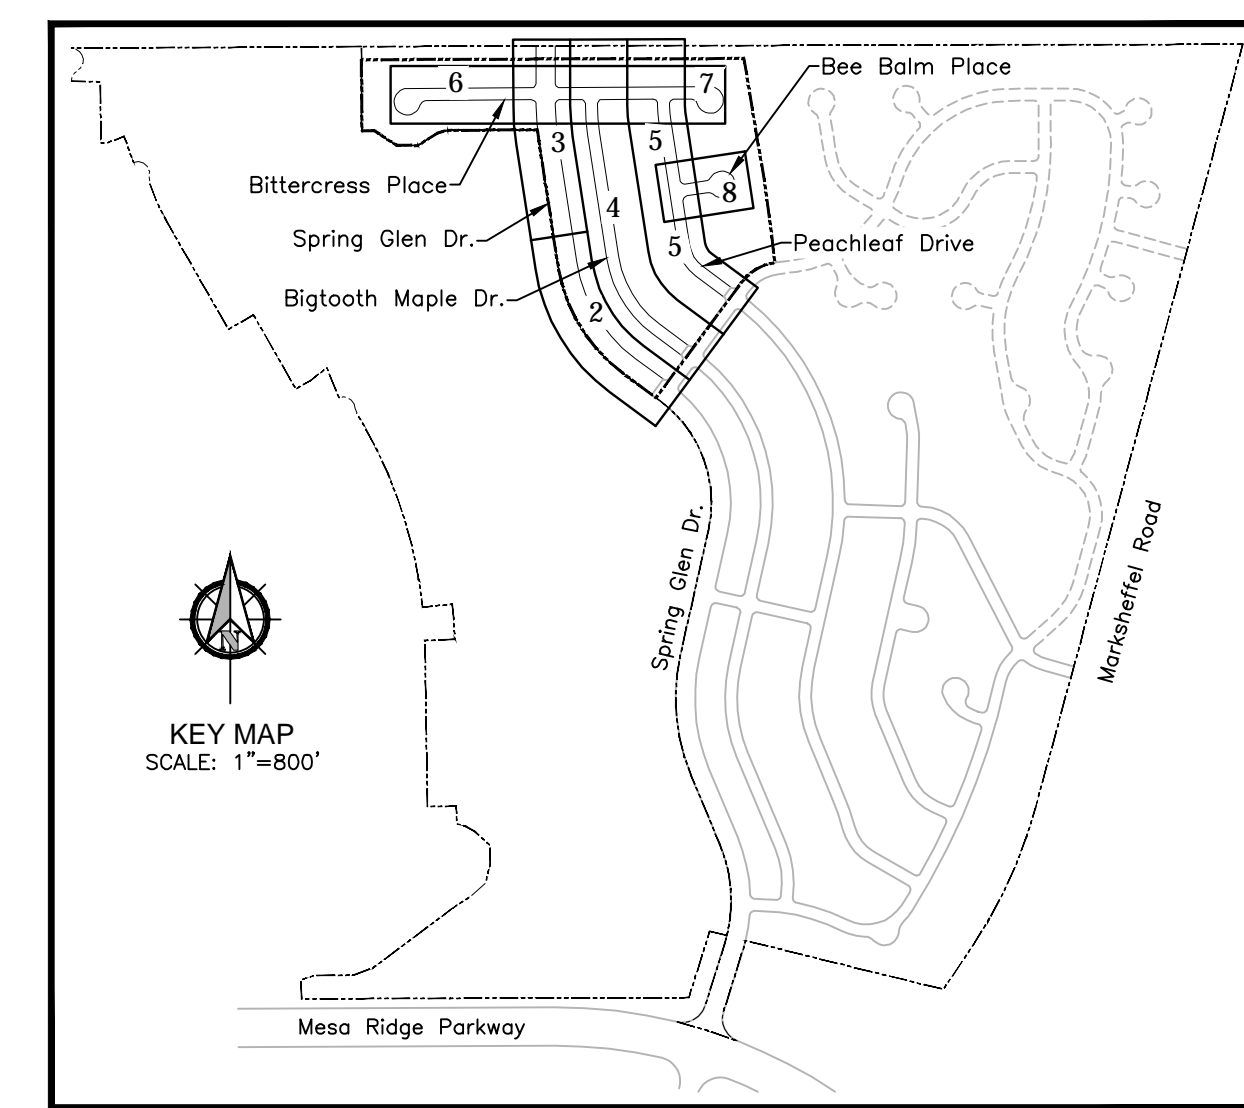 Bee Balm Place
6
7
3
5
Bittercress Place
8
4
Spring Glen Dr.
5
Peachleaf Drive
Bigtooth Maple Dr.
2
Spring Glen Dr.
Marksheffel Road
N
KEY MAP
SCALE: 1"=800'
Mesa Ridge Parkway